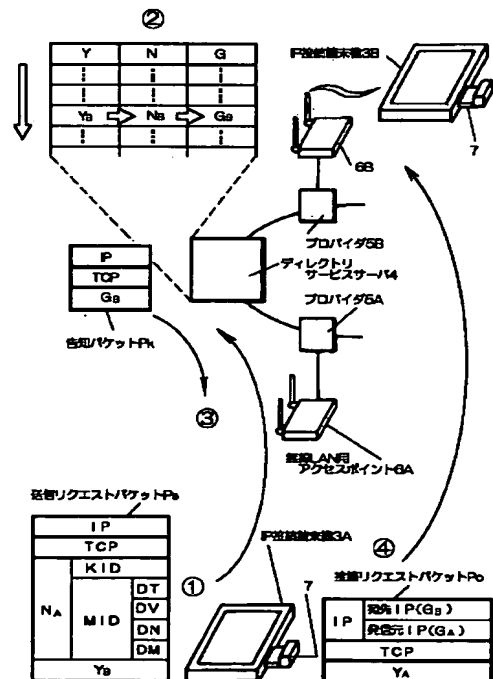 ②
Y N G
YB NB GB
IP接続端末機3B
7
6B
プロバイダ5B
ディレクトリ
サービスサーバ4
プロバイダ5A
IP
TCP
GB
告知パケットPk
③
無線LAN用
アクセスポイント6A
送信リクエストパケットPs
IP
TCP
NA
KID
MID
DT
DV
DN
DM
YB
①
IP接続端末機3A
7
④
接続リクエストパケットPo
IP
宛先IP(GB)
発信元IP(GA)
TCP
YA